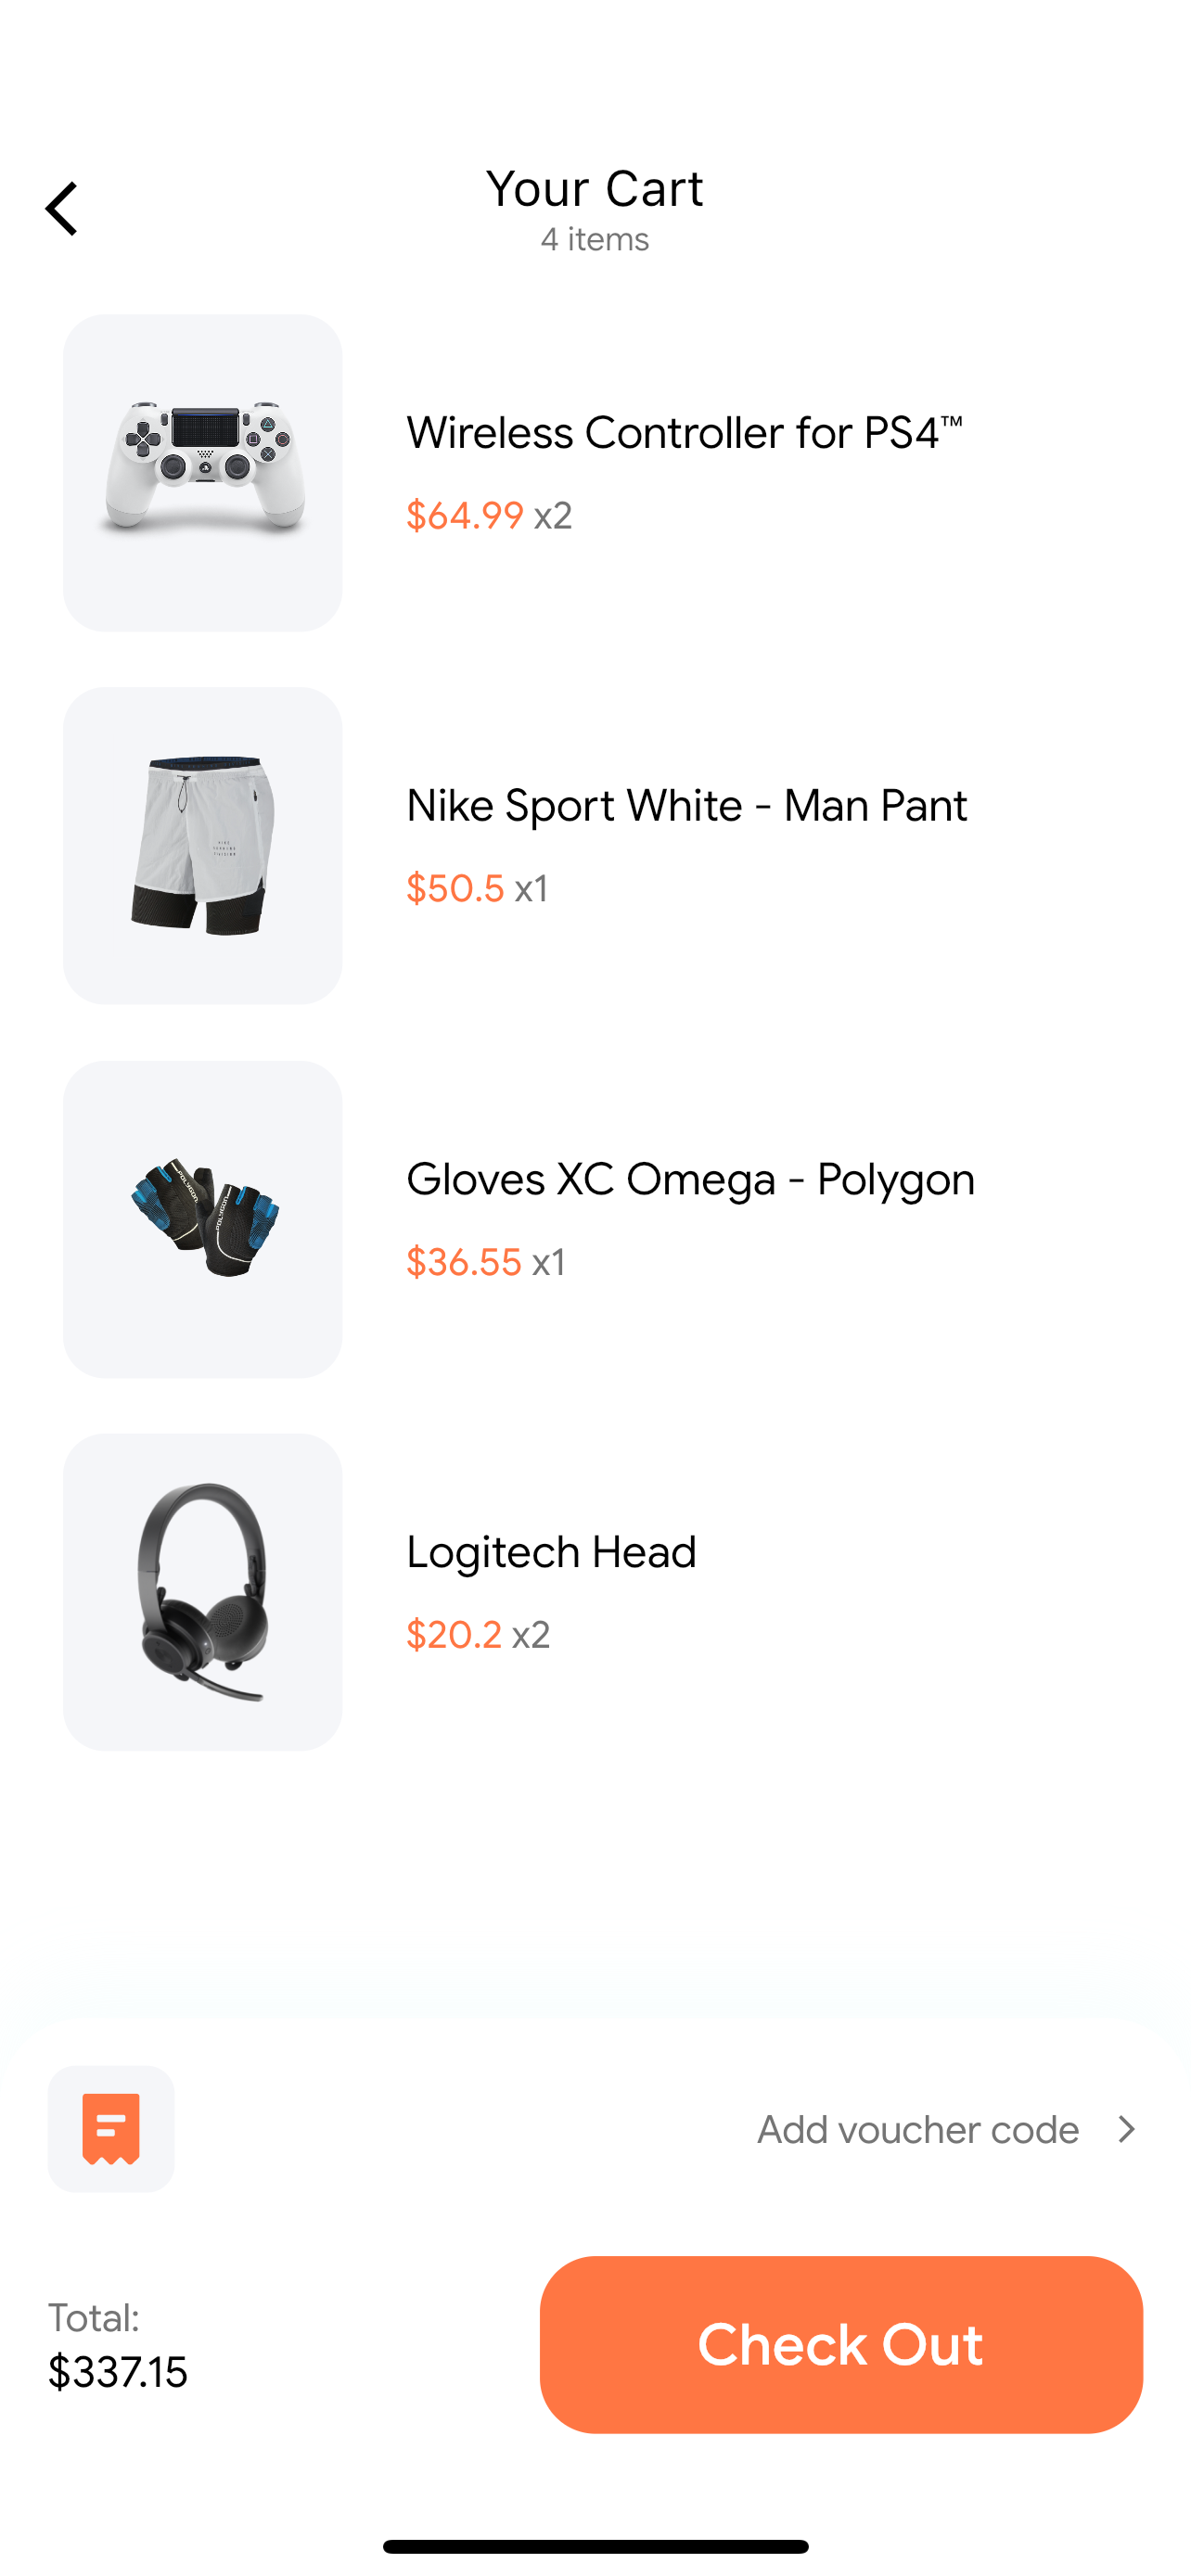 Your Cart
4 items
Wireless Controller for PS4™
$64.99 x2
Nike Sport White - Man Pant
$50.5 x1
POLYGON
POLYGON
Gloves XC Omega - Polygon
$36.55 x1
Logitech Head
$20.2 x2
Add voucher code
Total:
$337.15
Check Out